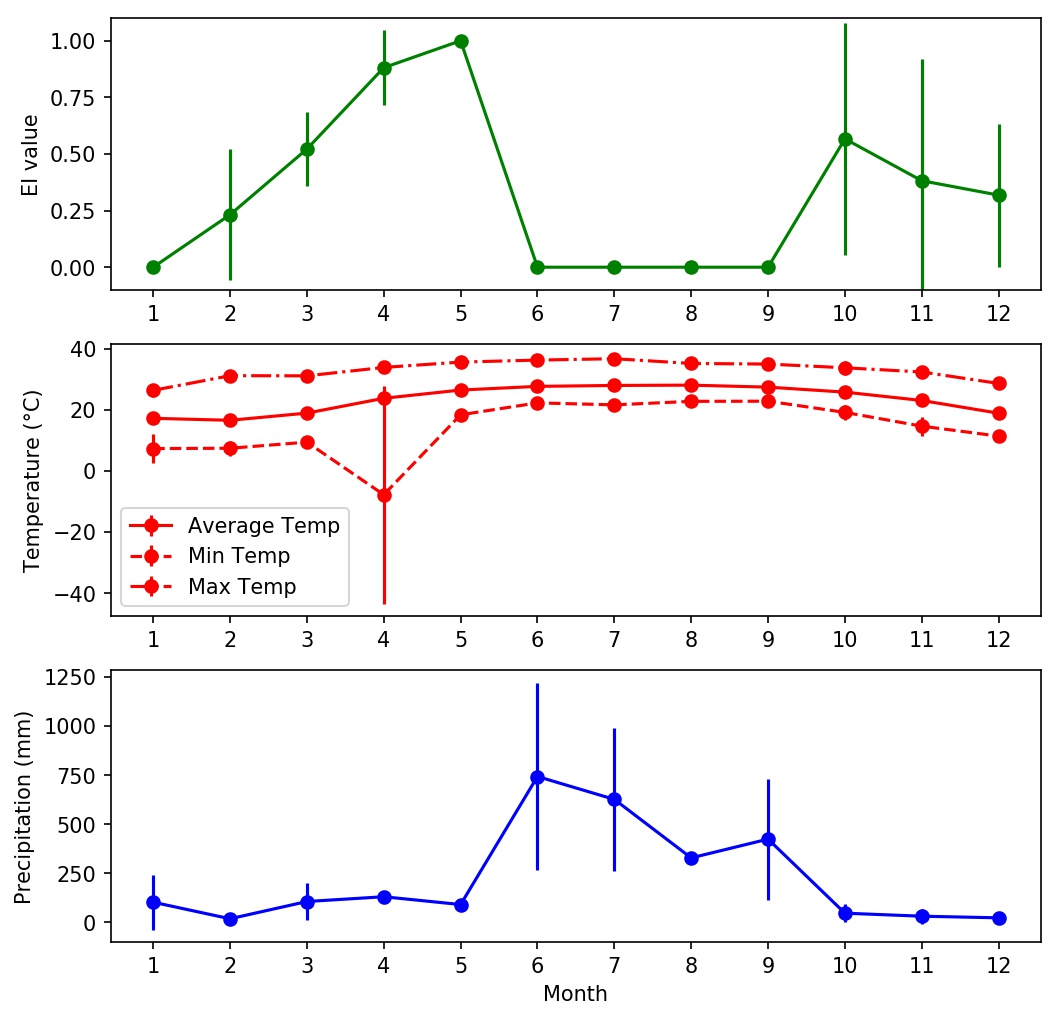 EI value
1.00
0.75
0.50
0.25
0.00
1 2 3 4 5 6 7 8 9 10 11 12
Temperature (°C)
40
20
0
−20
−40
Average Temp
Min Temp
Max Temp
1 2 3 4 5 6 7 8 9 10 11 12
Precipitation (mm)
1250
1000
750
500
250
0
1 2 3 4 5 6 7 8 9 10 11 12
Month